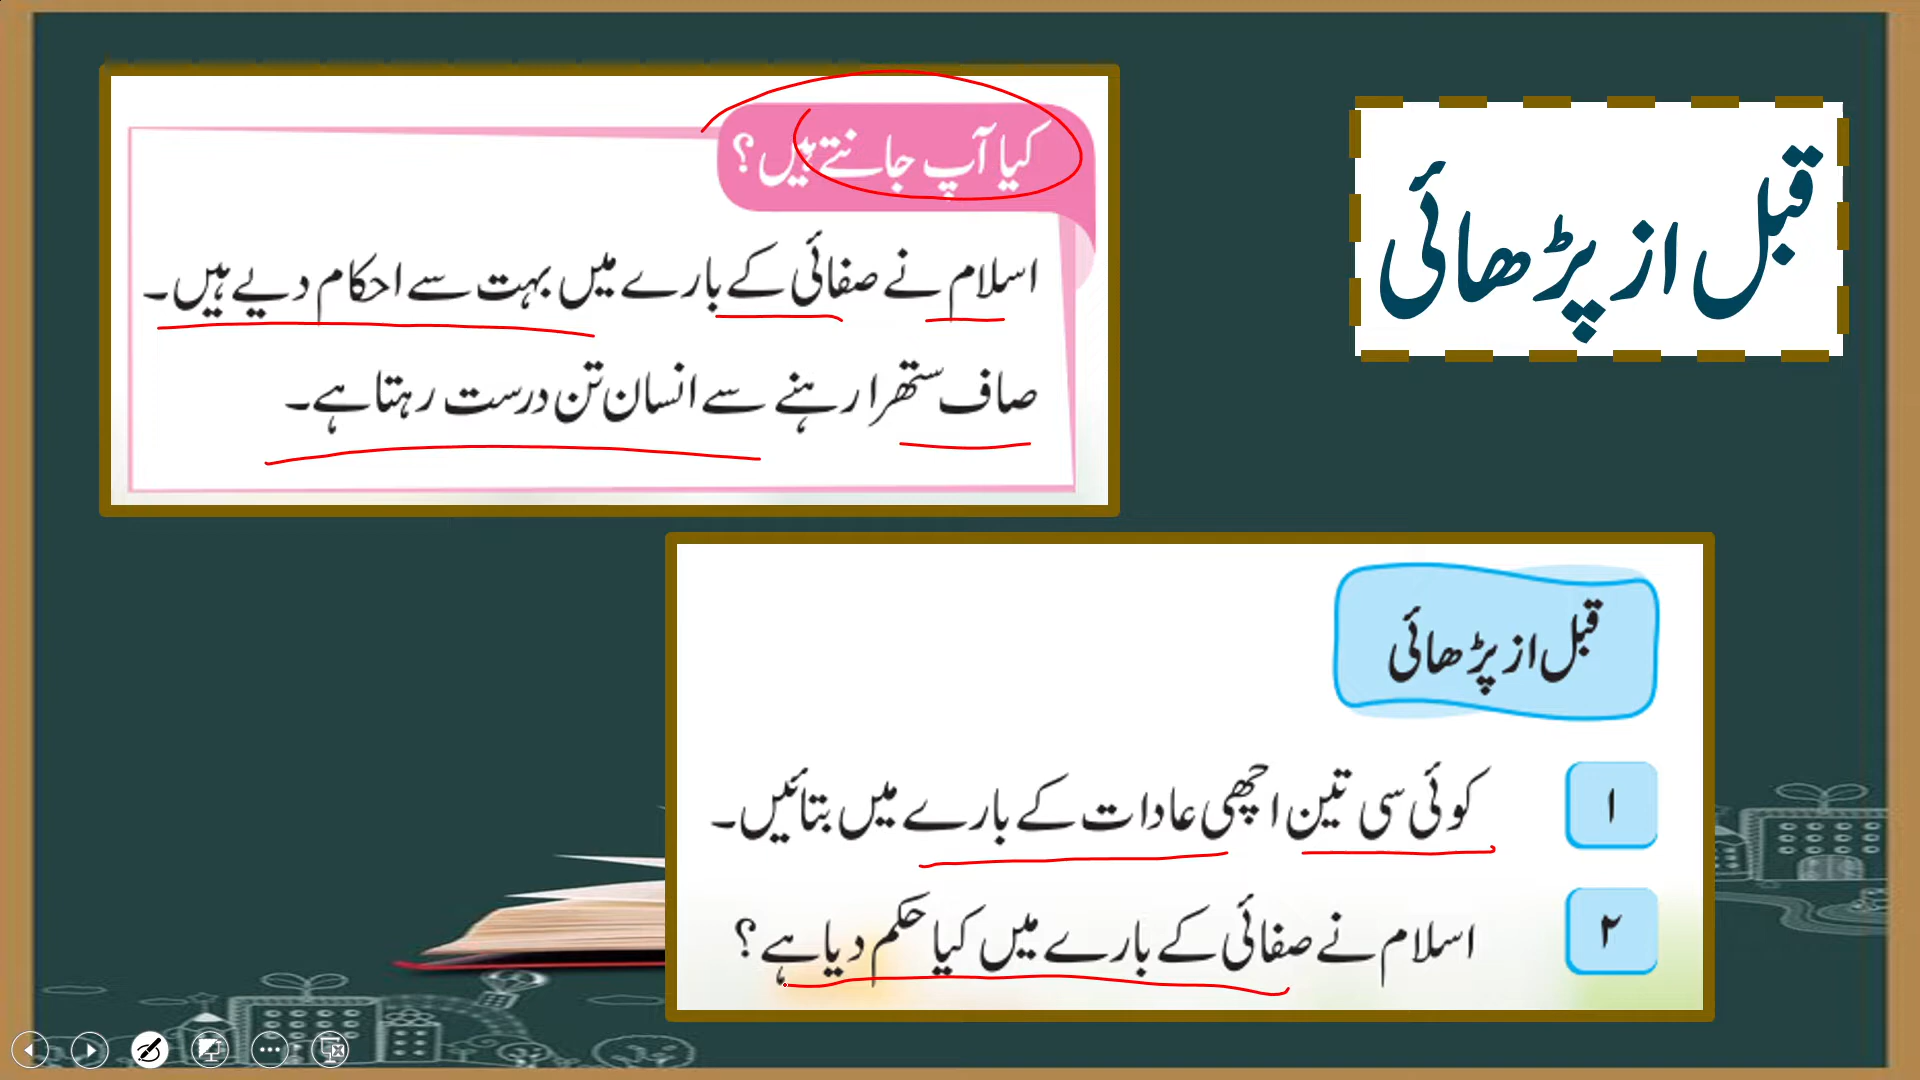 قبل از پڑھائی
کیا آپ جانتے ہیں؟
اسلام نے صفائی کے بارے میں بہت سے احکام دیے ہیں۔
صاف ستھرا رہنے سے انسان تن درست رہتا ہے۔
قبل از پڑھائی
۱ کوئی سی تین اچھی عادات کے بارے میں بتائیں۔
۲ اسلام نے صفائی کے بارے میں کیا حکم دیا ہے؟